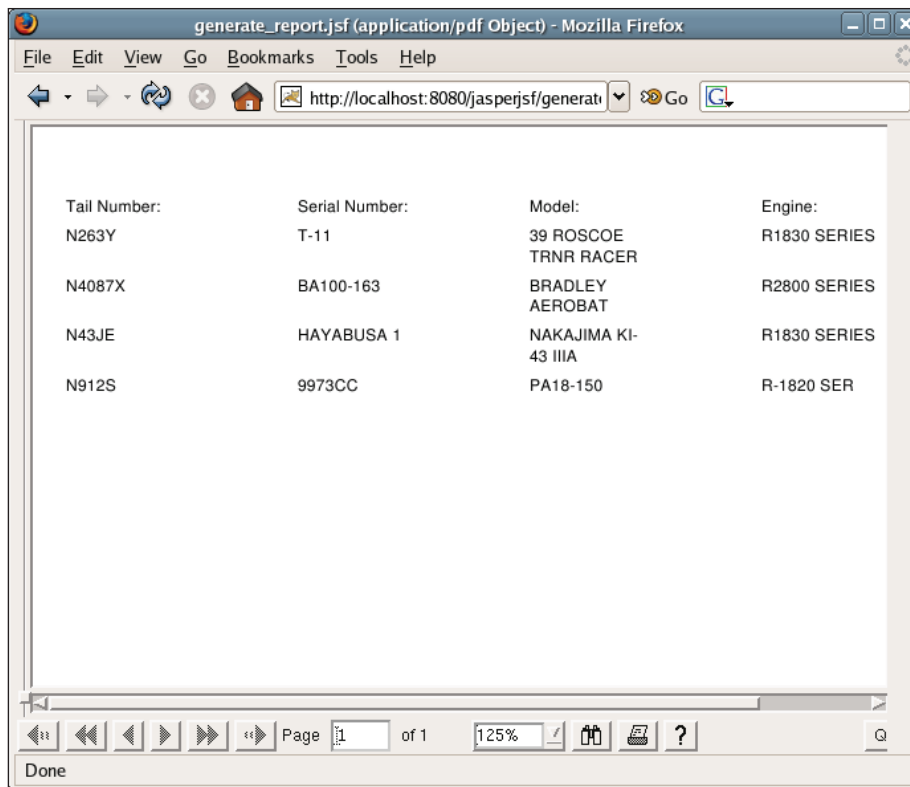 generate_report.jsf (application/pdf Object) - Mozilla Firefox
File Edit View Go Bookmarks Tools Help
http://localhost:8080/jasperjsf/generate Go G
Tail Number: Serial Number: Model: Engine:
N263Y T-11 39 ROSCOE R1830 SERIES
TRNR RACER
N4087X BA100-163 BRADLEY R2800 SERIES
AEROBAT
N43JE HAYABUSA 1 NAKAJIMA KI- R1830 SERIES
43 IIIA
N912S 9973CC PA18-150 R-1820 SER
Page 1 of 1 125% ? Q
Done